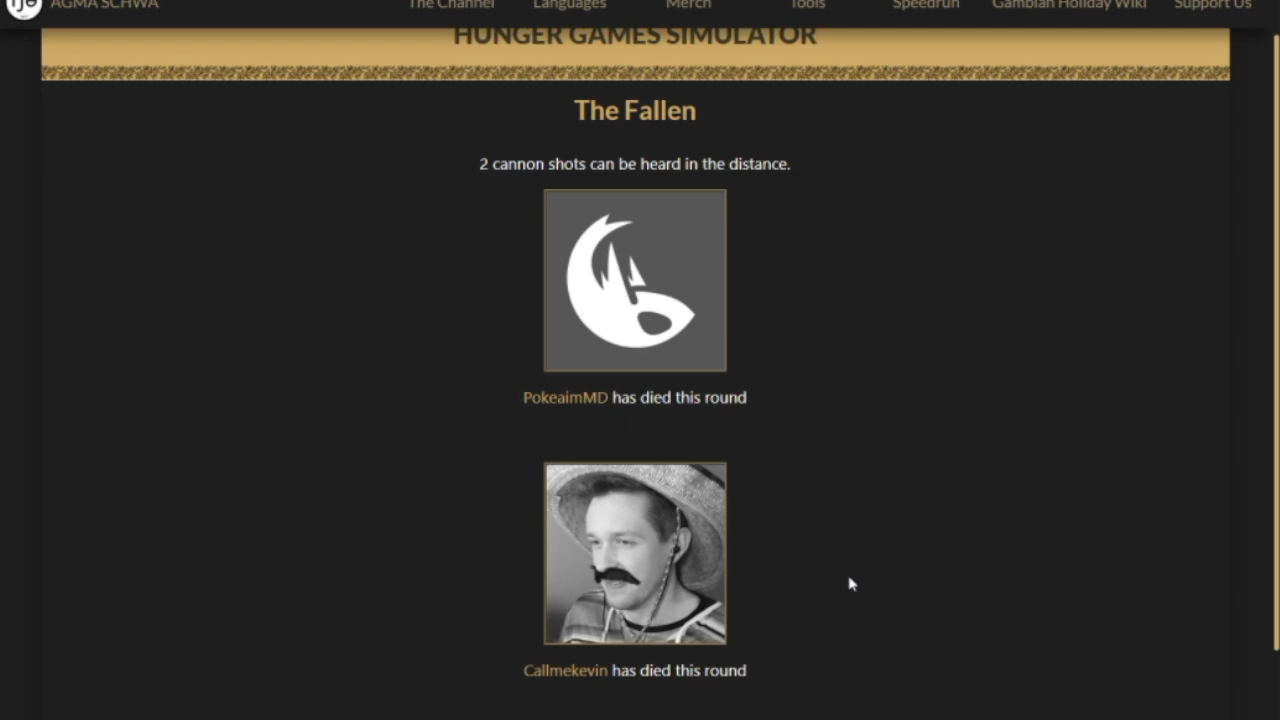 AGMA SCHWA The Channel Languages Merch Tools Speedrun Gambian Holiday Wiki Support Us
HUNGER GAMES SIMULATOR
The Fallen
2 cannon shots can be heard in the distance.
PokeaimMD has died this round
Callmekevin has died this round